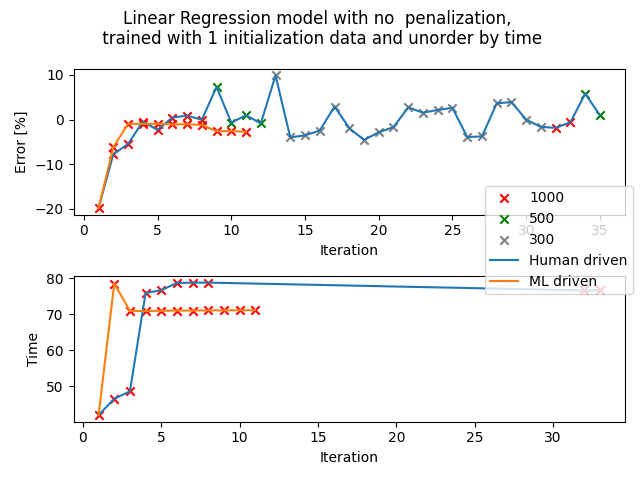 Linear Regression model with no  penalization,
trained with 1 initialization data and unorder by time
10
0
−10
−20
Error [%]
0 5 10 15 20 25 30 35
Iteration
1000
500
300
Human driven
ML driven
80
70
60
50
Time
0 5 10 15 20 25 30
Iteration